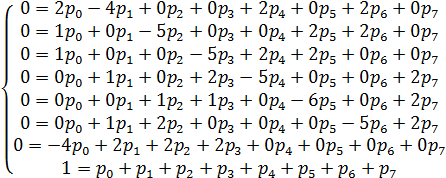 0 = 2p₀ − 4p₁ + 0p₂ + 0p₃ + 2p₄ + 0p₅ + 2p₆ + 0p₇
0 = 1p₀ + 0p₁ − 5p₂ + 0p₃ + 0p₄ + 2p₅ + 2p₆ + 0p₇
0 = 1p₀ + 0p₁ + 0p₂ − 5p₃ + 2p₄ + 2p₅ + 0p₆ + 0p₇
0 = 0p₀ + 1p₁ + 0p₂ + 2p₃ − 5p₄ + 0p₅ + 0p₆ + 2p₇
0 = 0p₀ + 0p₁ + 1p₂ + 1p₃ + 0p₄ − 6p₅ + 0p₆ + 2p₇
0 = 0p₀ + 1p₁ + 2p₂ + 0p₃ + 0p₄ + 0p₅ − 5p₆ + 2p₇
0 = −4p₀ + 2p₁ + 2p₂ + 2p₃ + 0p₄ + 0p₅ + 0p₆ + 0p₇
1 = p₀ + p₁ + p₂ + p₃ + p₄ + p₅ + p₆ + p₇